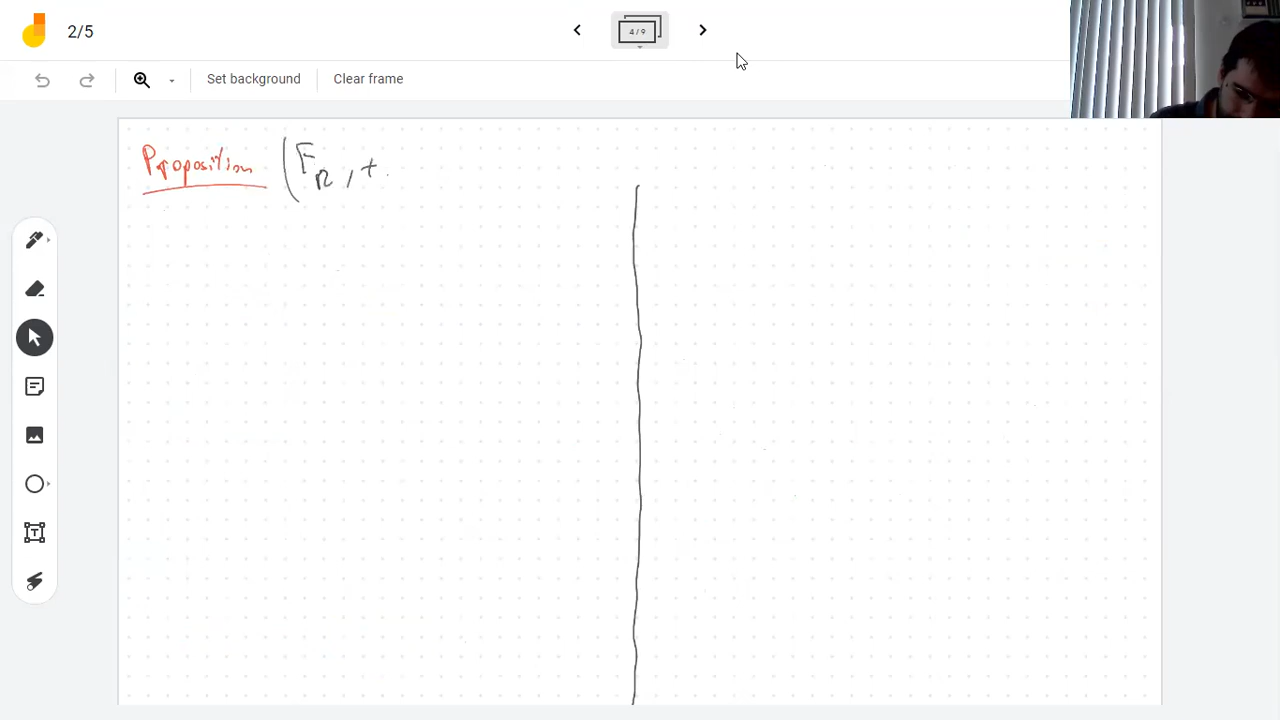 2/5
4/9
Set background
Clear frame
Proposition (F_R, +